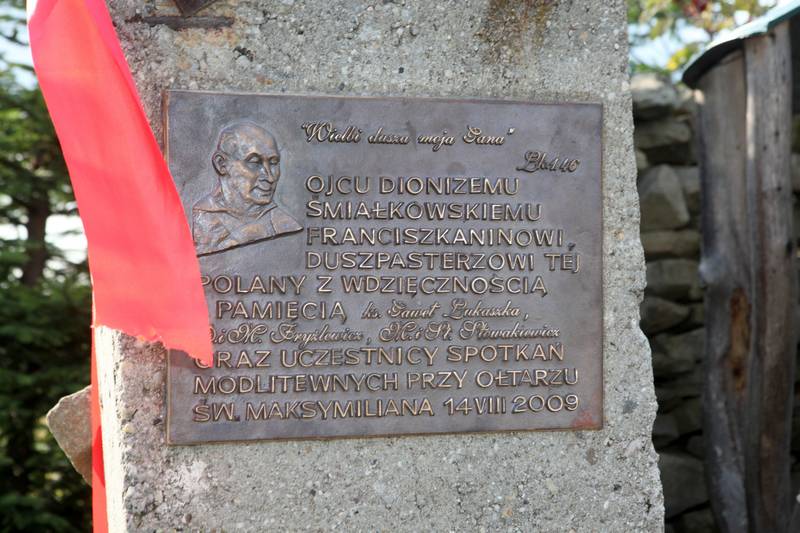 "Wielbi dusza moja Pana"
Łk. 1.46
OJCU DIONIZEMU
ŚMIAŁKOWSKIEMU
FRANCISZKANINOWI,
DUSZPASTERZOWI TEJ
POLANY Z WDZIĘCZNOŚCIĄ
PAMIĘCIĄ ks. Paweł Łukaszka,
i M. Fryźlewicz, M. i St. Słowakiewicz
ORAZ UCZESTNICY SPOTKAŃ
MODLITEWNYCH PRZY OŁTARZU
ŚW. MAKSYMILIANA 14 VIII 2009